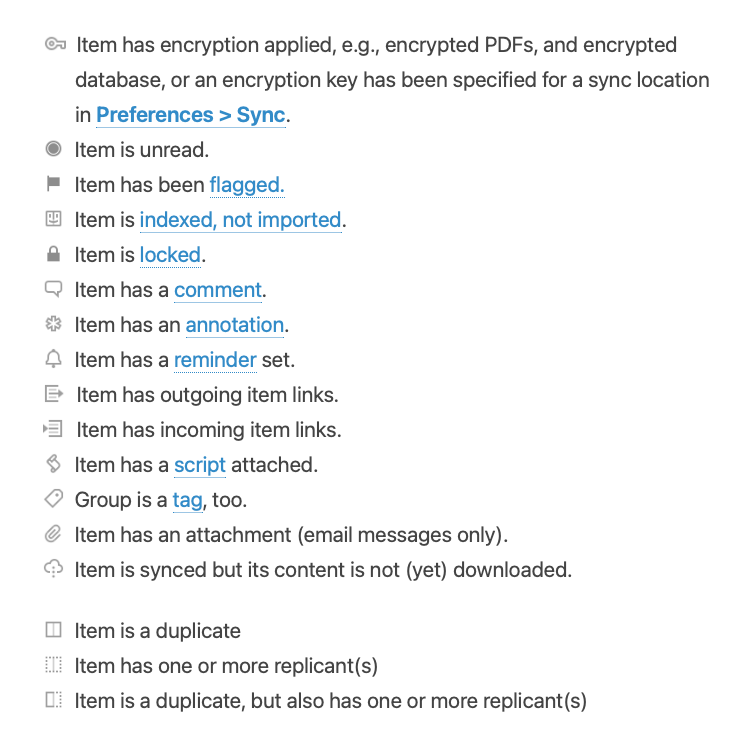 Item has encryption applied, e.g., encrypted PDFs, and encrypted
database, or an encryption key has been specified for a sync location
in Preferences > Sync.
Item is unread.
Item has been flagged.
Item is indexed, not imported.
Item is locked.
Item has a comment.
Item has an annotation.
Item has a reminder set.
Item has outgoing item links.
Item has incoming item links.
Item has a script attached.
Group is a tag, too.
Item has an attachment (email messages only).
Item is synced but its content is not (yet) downloaded.
Item is a duplicate
Item has one or more replicant(s)
Item is a duplicate, but also has one or more replicant(s)